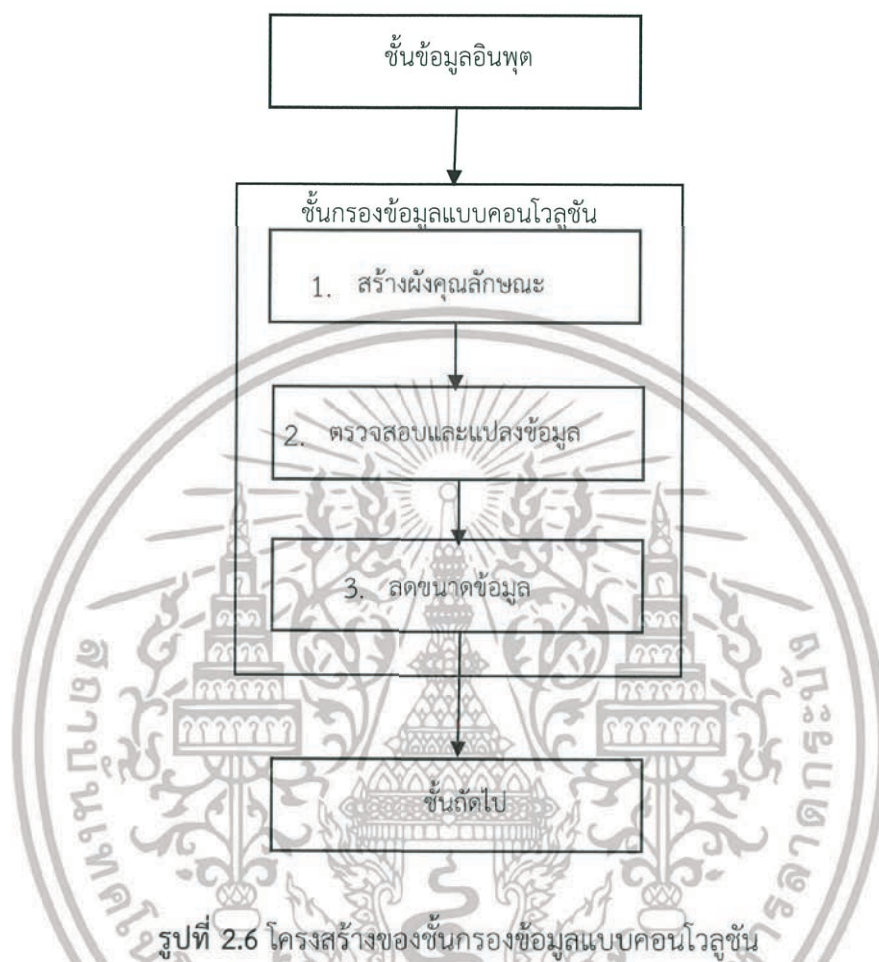 ชั้นข้อมูลอินพุต
ชั้นกรองข้อมูลแบบคอนโวลูชัน
1. สร้างผังคุณลักษณะ
2. ตรวจสอบและแปลงข้อมูล
3. ลดขนาดข้อมูล
ชั้นถัดไป
รูปที่ 2.6 โครงสร้างของชั้นกรองข้อมูลแบบคอนโวลูชัน